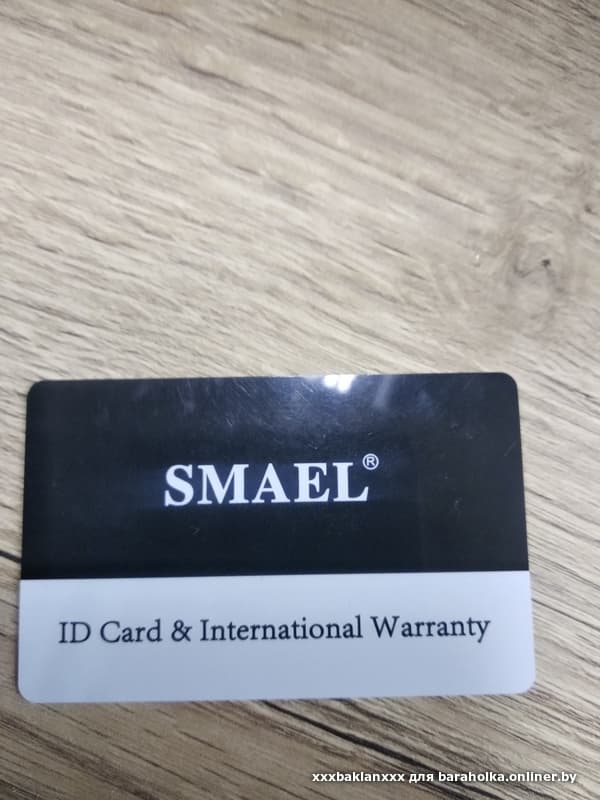 SMAEL®
ID Card & International Warranty
xxxbaklanxxx для baraholka.onliner.by